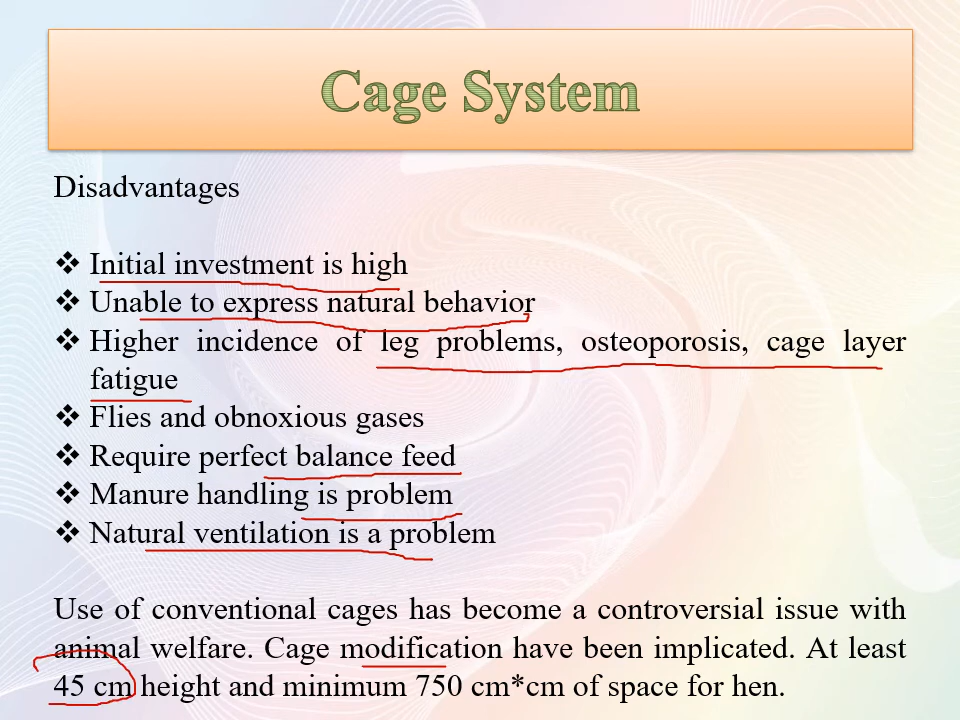 Cage System
Disadvantages
❖ Initial investment is high
❖ Unable to express natural behavior
❖ Higher incidence of leg problems, osteoporosis, cage layer
fatigue
❖ Flies and obnoxious gases
❖ Require perfect balance feed
❖ Manure handling is problem
❖ Natural ventilation is a problem
Use of conventional cages has become a controversial issue with
animal welfare. Cage modification have been implicated. At least
45 cm height and minimum 750 cm*cm of space for hen.